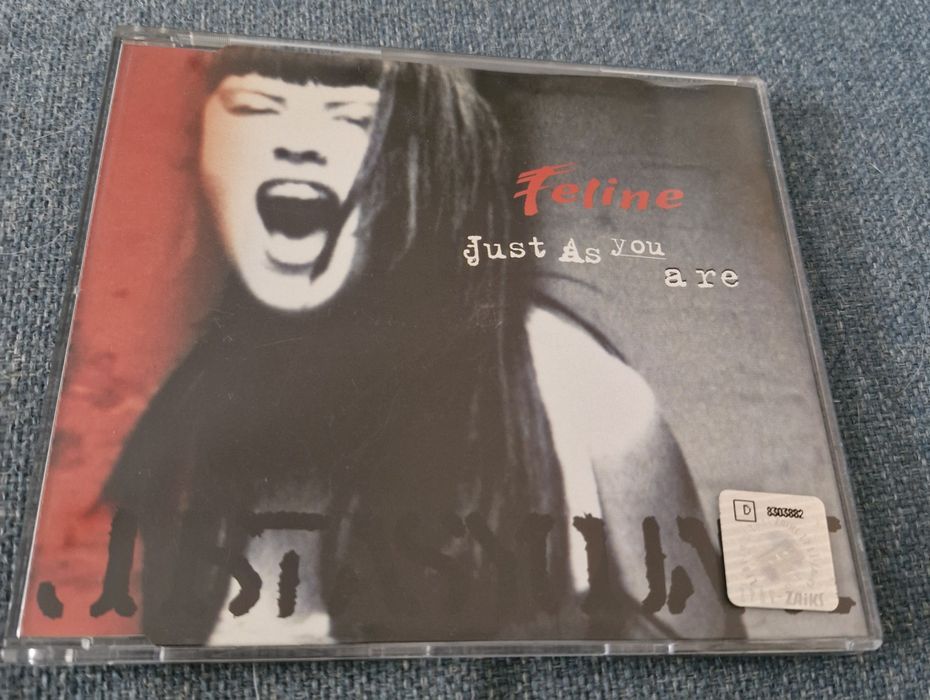 Feline
Just As you
are
D 8303882
ZAiKS